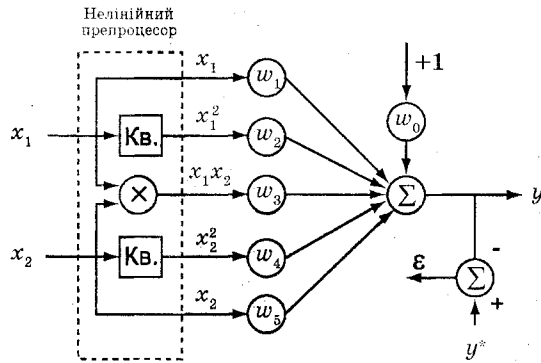 Нелінійний
препроцесор
x₁
w₁
+1
x₁
Кв.
x₁²
w₂
w₀
×
x₁x₂
w₃
Σ
y
x₂
Кв.
x₂²
w₄
ε
Σ
-
+
x₂
w₅
y*